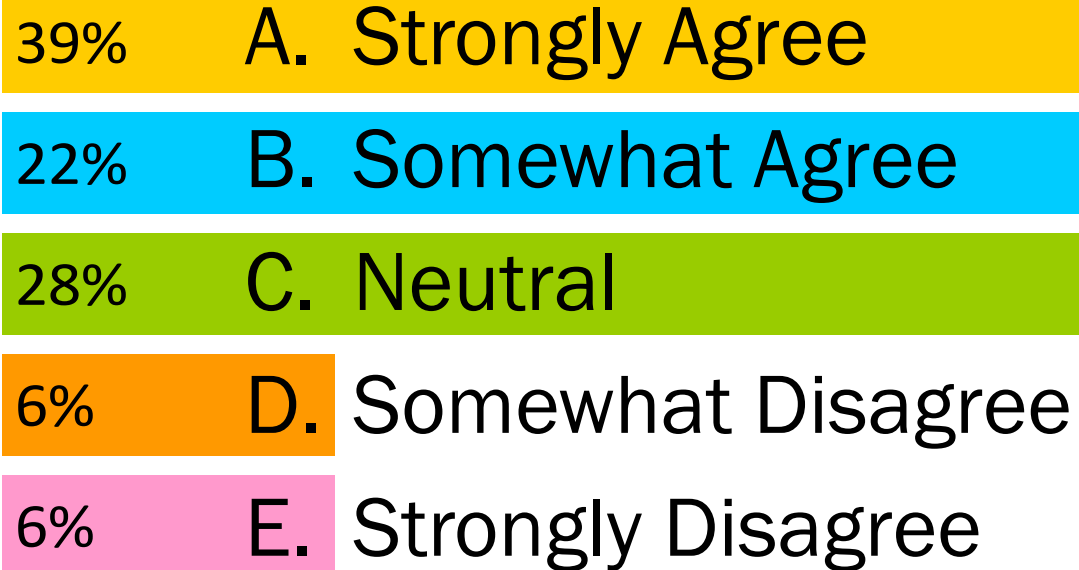 39% A. Strongly Agree
22% B. Somewhat Agree
28% C. Neutral
6% D. Somewhat Disagree
6% E. Strongly Disagree